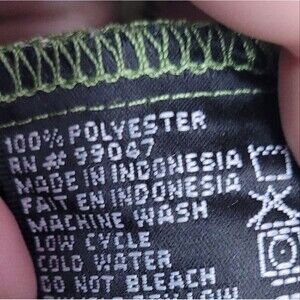 100% POLYESTER
RN # 99047
MADE IN INDONESIA
FAIT EN INDONESIA
MACHINE WASH
LOW CYCLE
COLD WATER
DO NOT BLEACH